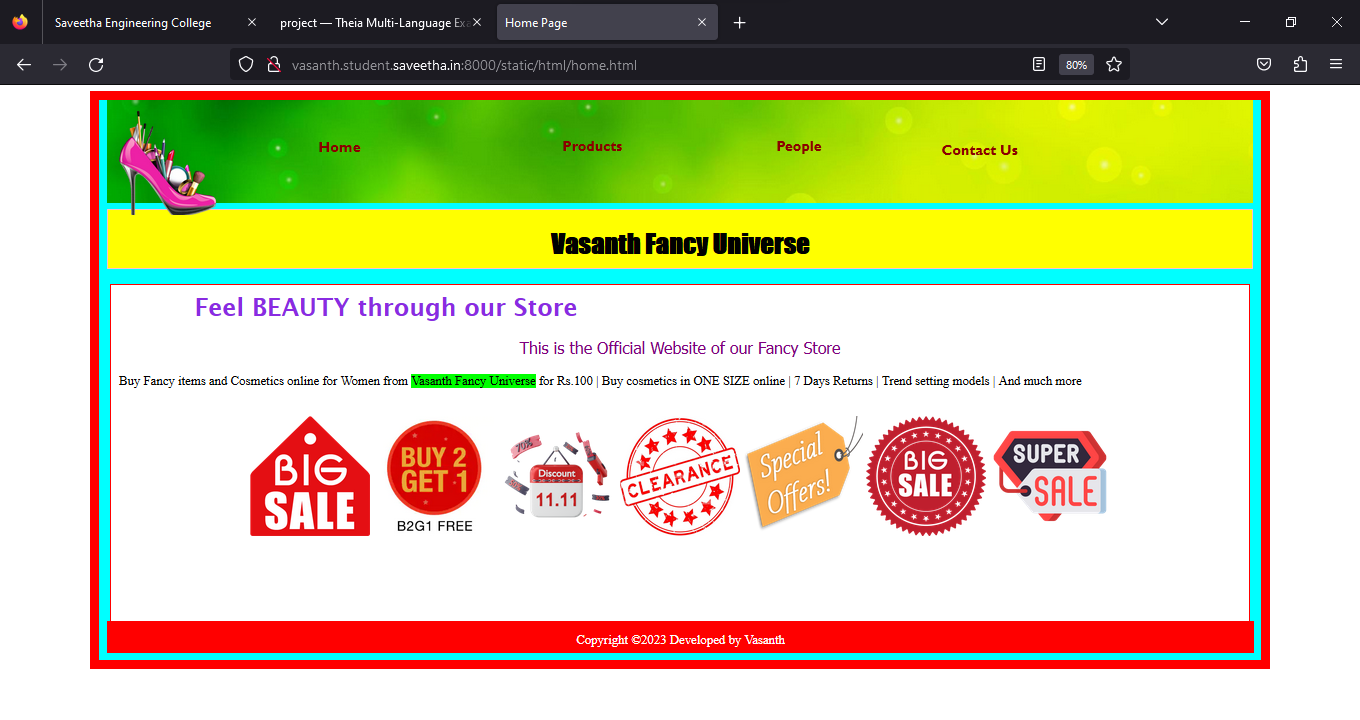 Saveetha Engineering College
project — Theia Multi-Language Exa
Home Page
vasanth.student.saveetha.in:8000/static/html/home.html
80%
Home
Products
People
Contact Us
Vasanth Fancy Universe
Feel BEAUTY through our Store
This is the Official Website of our Fancy Store
Buy Fancy items and Cosmetics online for Women from Vasanth Fancy Universe for Rs.100 | Buy cosmetics in ONE SIZE online | 7 Days Returns | Trend setting models | And much more
BIG
SALE
BUY 2
GET 1
B2G1 FREE
70%
Discount
11.11
CLEARANCE
Special
Offers!
BIG
SALE
SUPER
SALE
Copyright ©2023 Developed by Vasanth